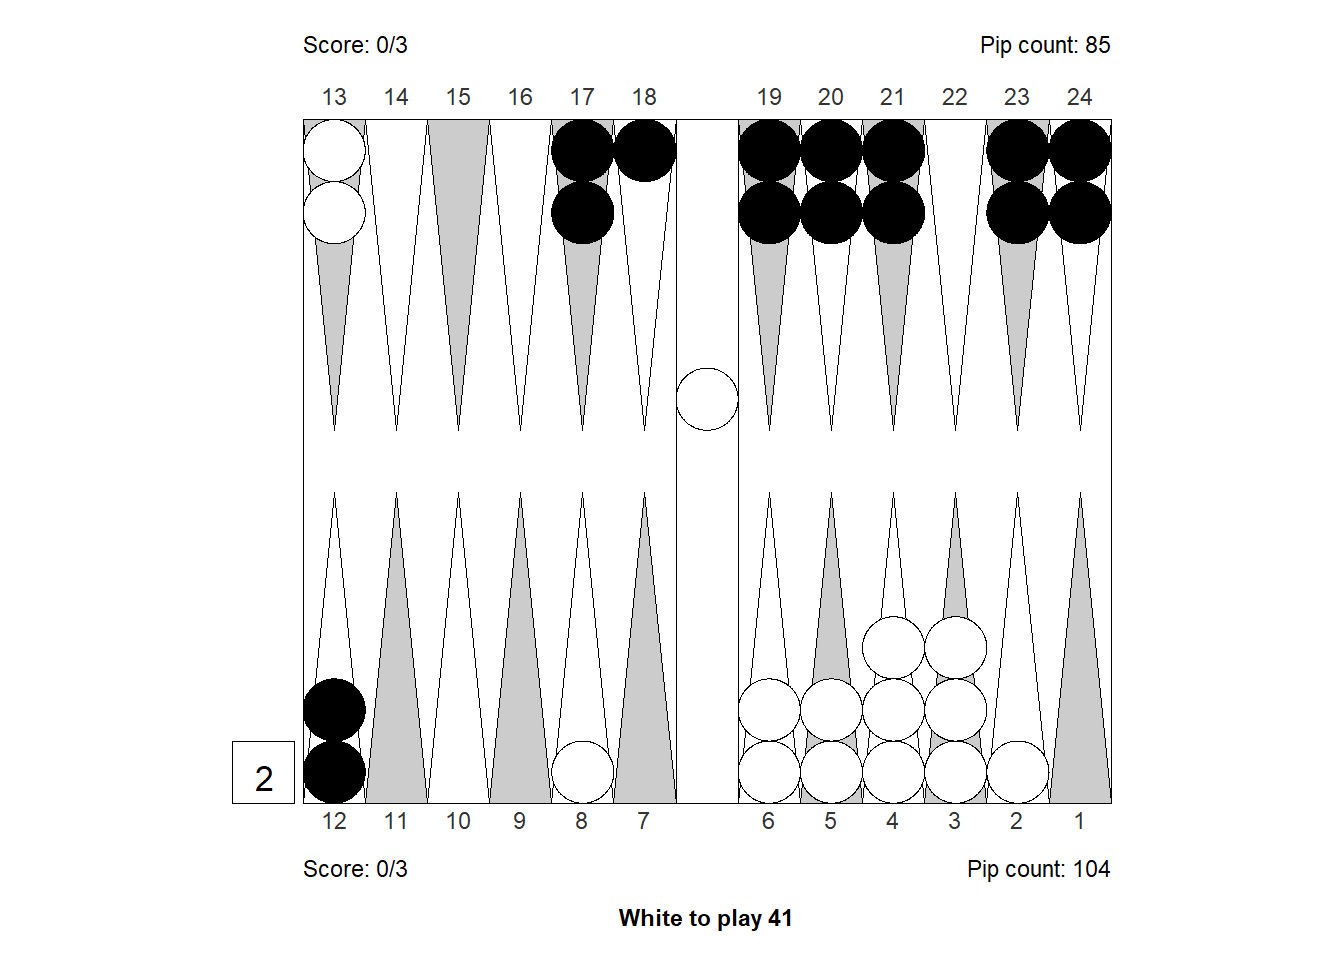 Score: 0/3 Pip count: 85
13 14 15 16 17 18 19 20 21 22 23 24
2
12 11 10 9 8 7 6 5 4 3 2 1
Score: 0/3 Pip count: 104
White to play 41